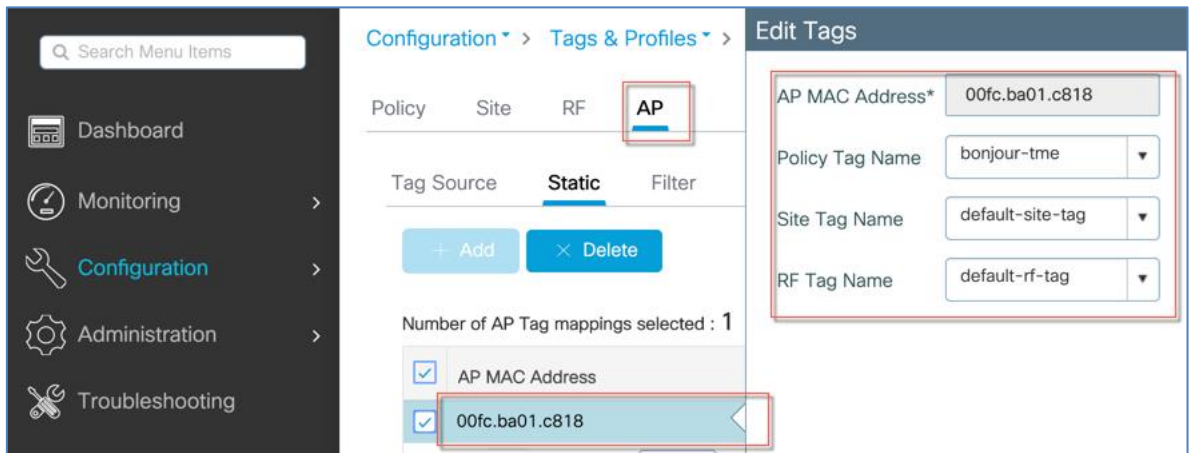 Search Menu Items
Dashboard
Monitoring
Configuration
Administration
Troubleshooting
Configuration > Tags & Profiles >
Policy Site RF AP
Tag Source Static Filter
+ Add × Delete
Number of AP Tag mappings selected : 1
AP MAC Address
00fc.ba01.c818
Edit Tags
AP MAC Address* 00fc.ba01.c818
Policy Tag Name bonjour-tme
Site Tag Name default-site-tag
RF Tag Name default-rf-tag